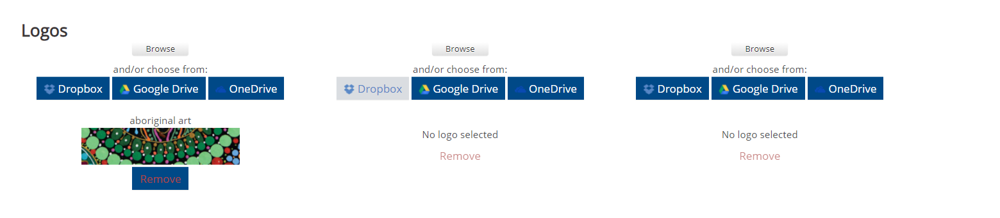 Logos
Browse Browse Browse
and/or choose from: and/or choose from: and/or choose from:
Dropbox Google Drive OneDrive Dropbox Google Drive OneDrive Dropbox Google Drive OneDrive
aboriginal art
No logo selected No logo selected
Remove Remove
Remove